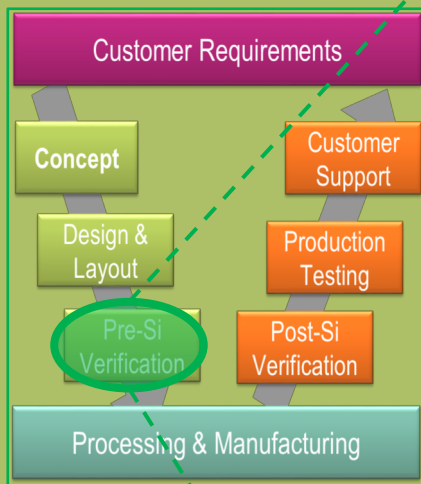 Customer Requirements
Concept
Customer
Support
Design &
Layout
Production
Testing
Pre-Si
Verification
Post-Si
Verification
Processing & Manufacturing